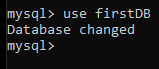 mysql> use firstDB
Database changed
mysql>